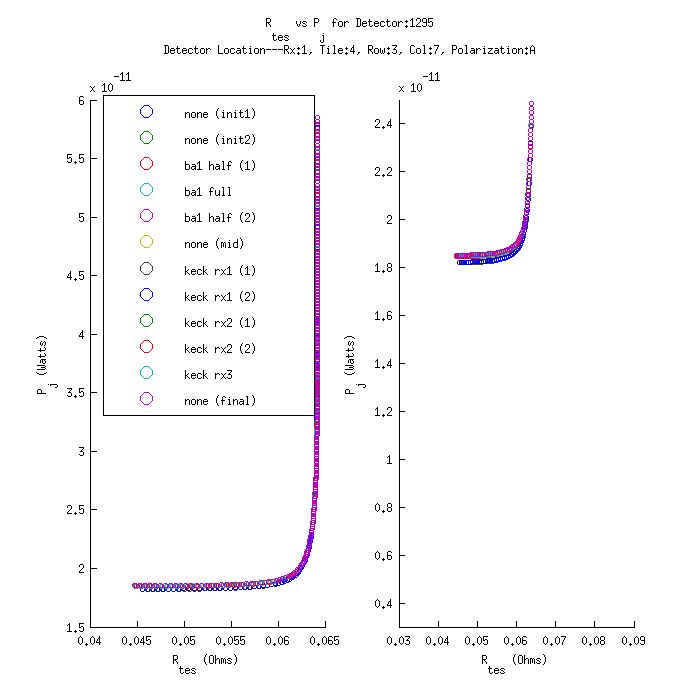 R_tes vs P_j for Detector:1295
Detector Location---Rx:1, Tile:4, Row:3, Col:7, Polarization:A
x 10^-11
6
5.5
5
4.5
4
3.5
3
2.5
2
1.5
P_j (Watts)
none (init1)
none (init2)
ba1 half (1)
ba1 full
ba1 half (2)
none (mid)
keck rx1 (1)
keck rx1 (2)
keck rx2 (1)
keck rx2 (2)
keck rx3
none (final)
0.04 0.045 0.05 0.055 0.06 0.065
R_tes (Ohms)
x 10^-11
2.4
2.2
2
1.8
1.6
1.4
1.2
1
0.8
0.6
0.4
P_j (Watts)
0.03 0.04 0.05 0.06 0.07 0.08 0.09
R_tes (Ohms)